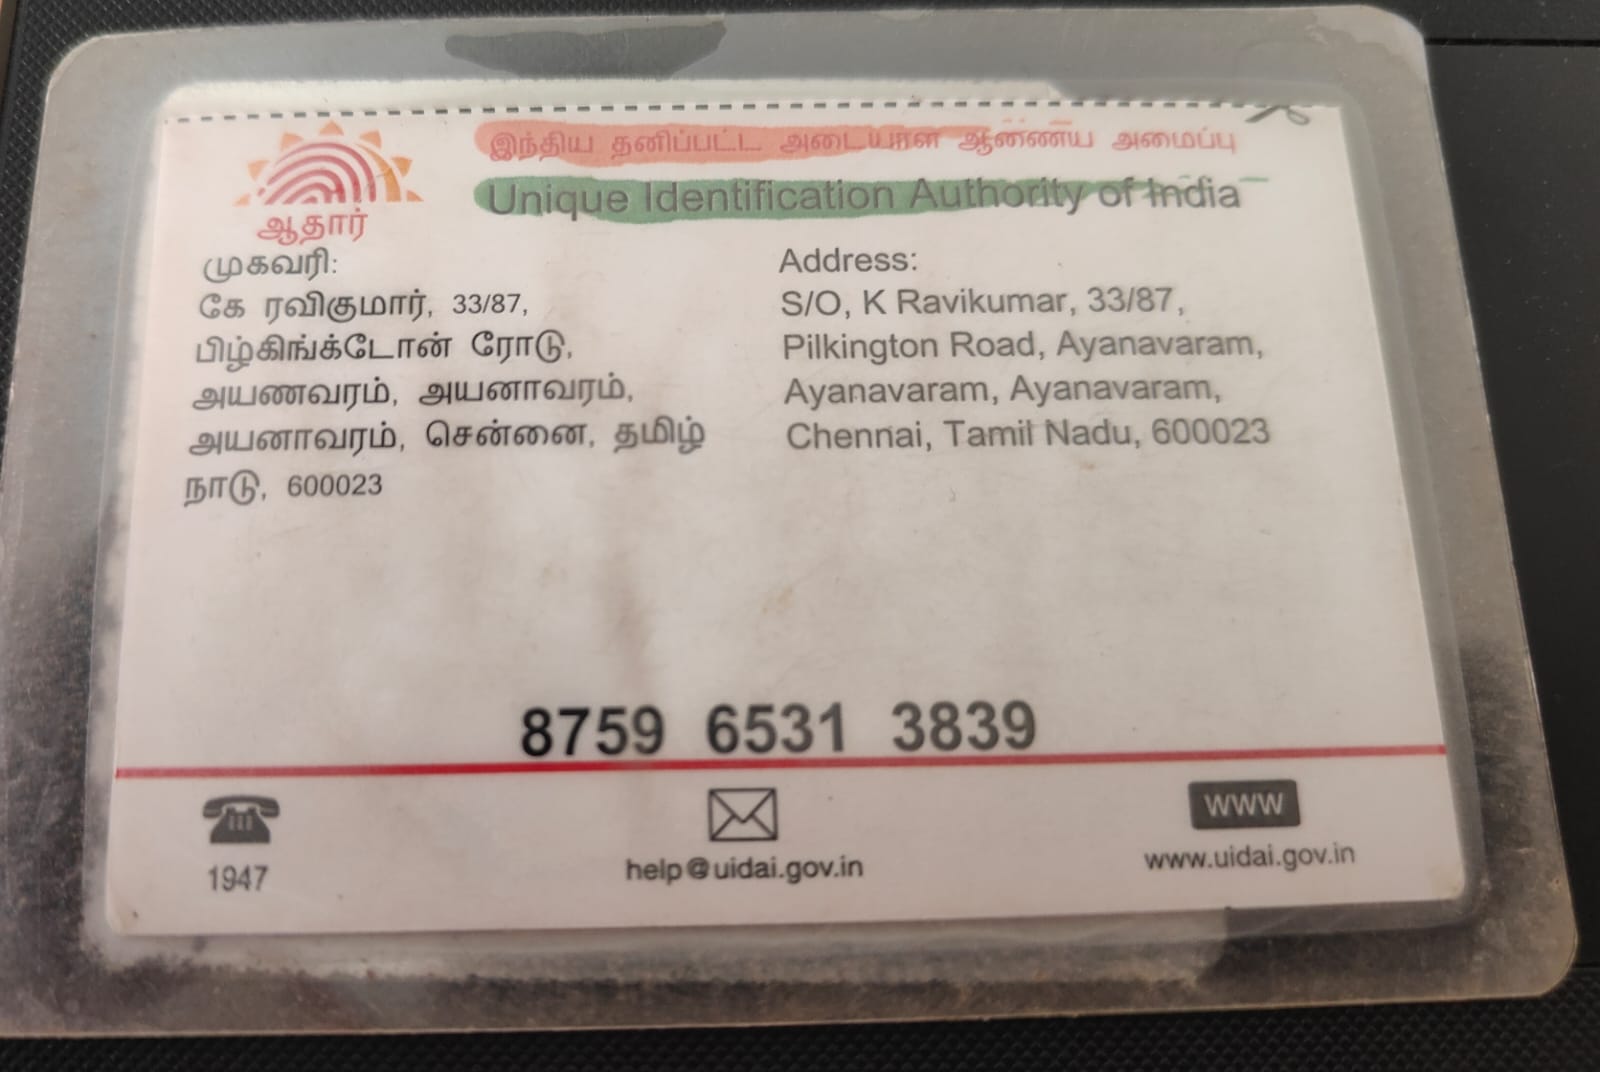 இந்திய தனிப்பட்ட அடையாள ஆணைய அமைப்பு
Unique Identification Authority of India
ஆதார்
முகவரி:
கே ரவிகுமார், 33/87,
பிழ்கிங்க்டோன் ரோடு,
அயணவரம், அயனாவரம்,
அயனாவரம், சென்னை, தமிழ்
நாடு, 600023
Address:
S/O, K Ravikumar, 33/87,
Pilkington Road, Ayanavaram,
Ayanavaram, Ayanavaram,
Chennai, Tamil Nadu, 600023
8759 6531 3839
1947
help@uidai.gov.in
WWW
www.uidai.gov.in